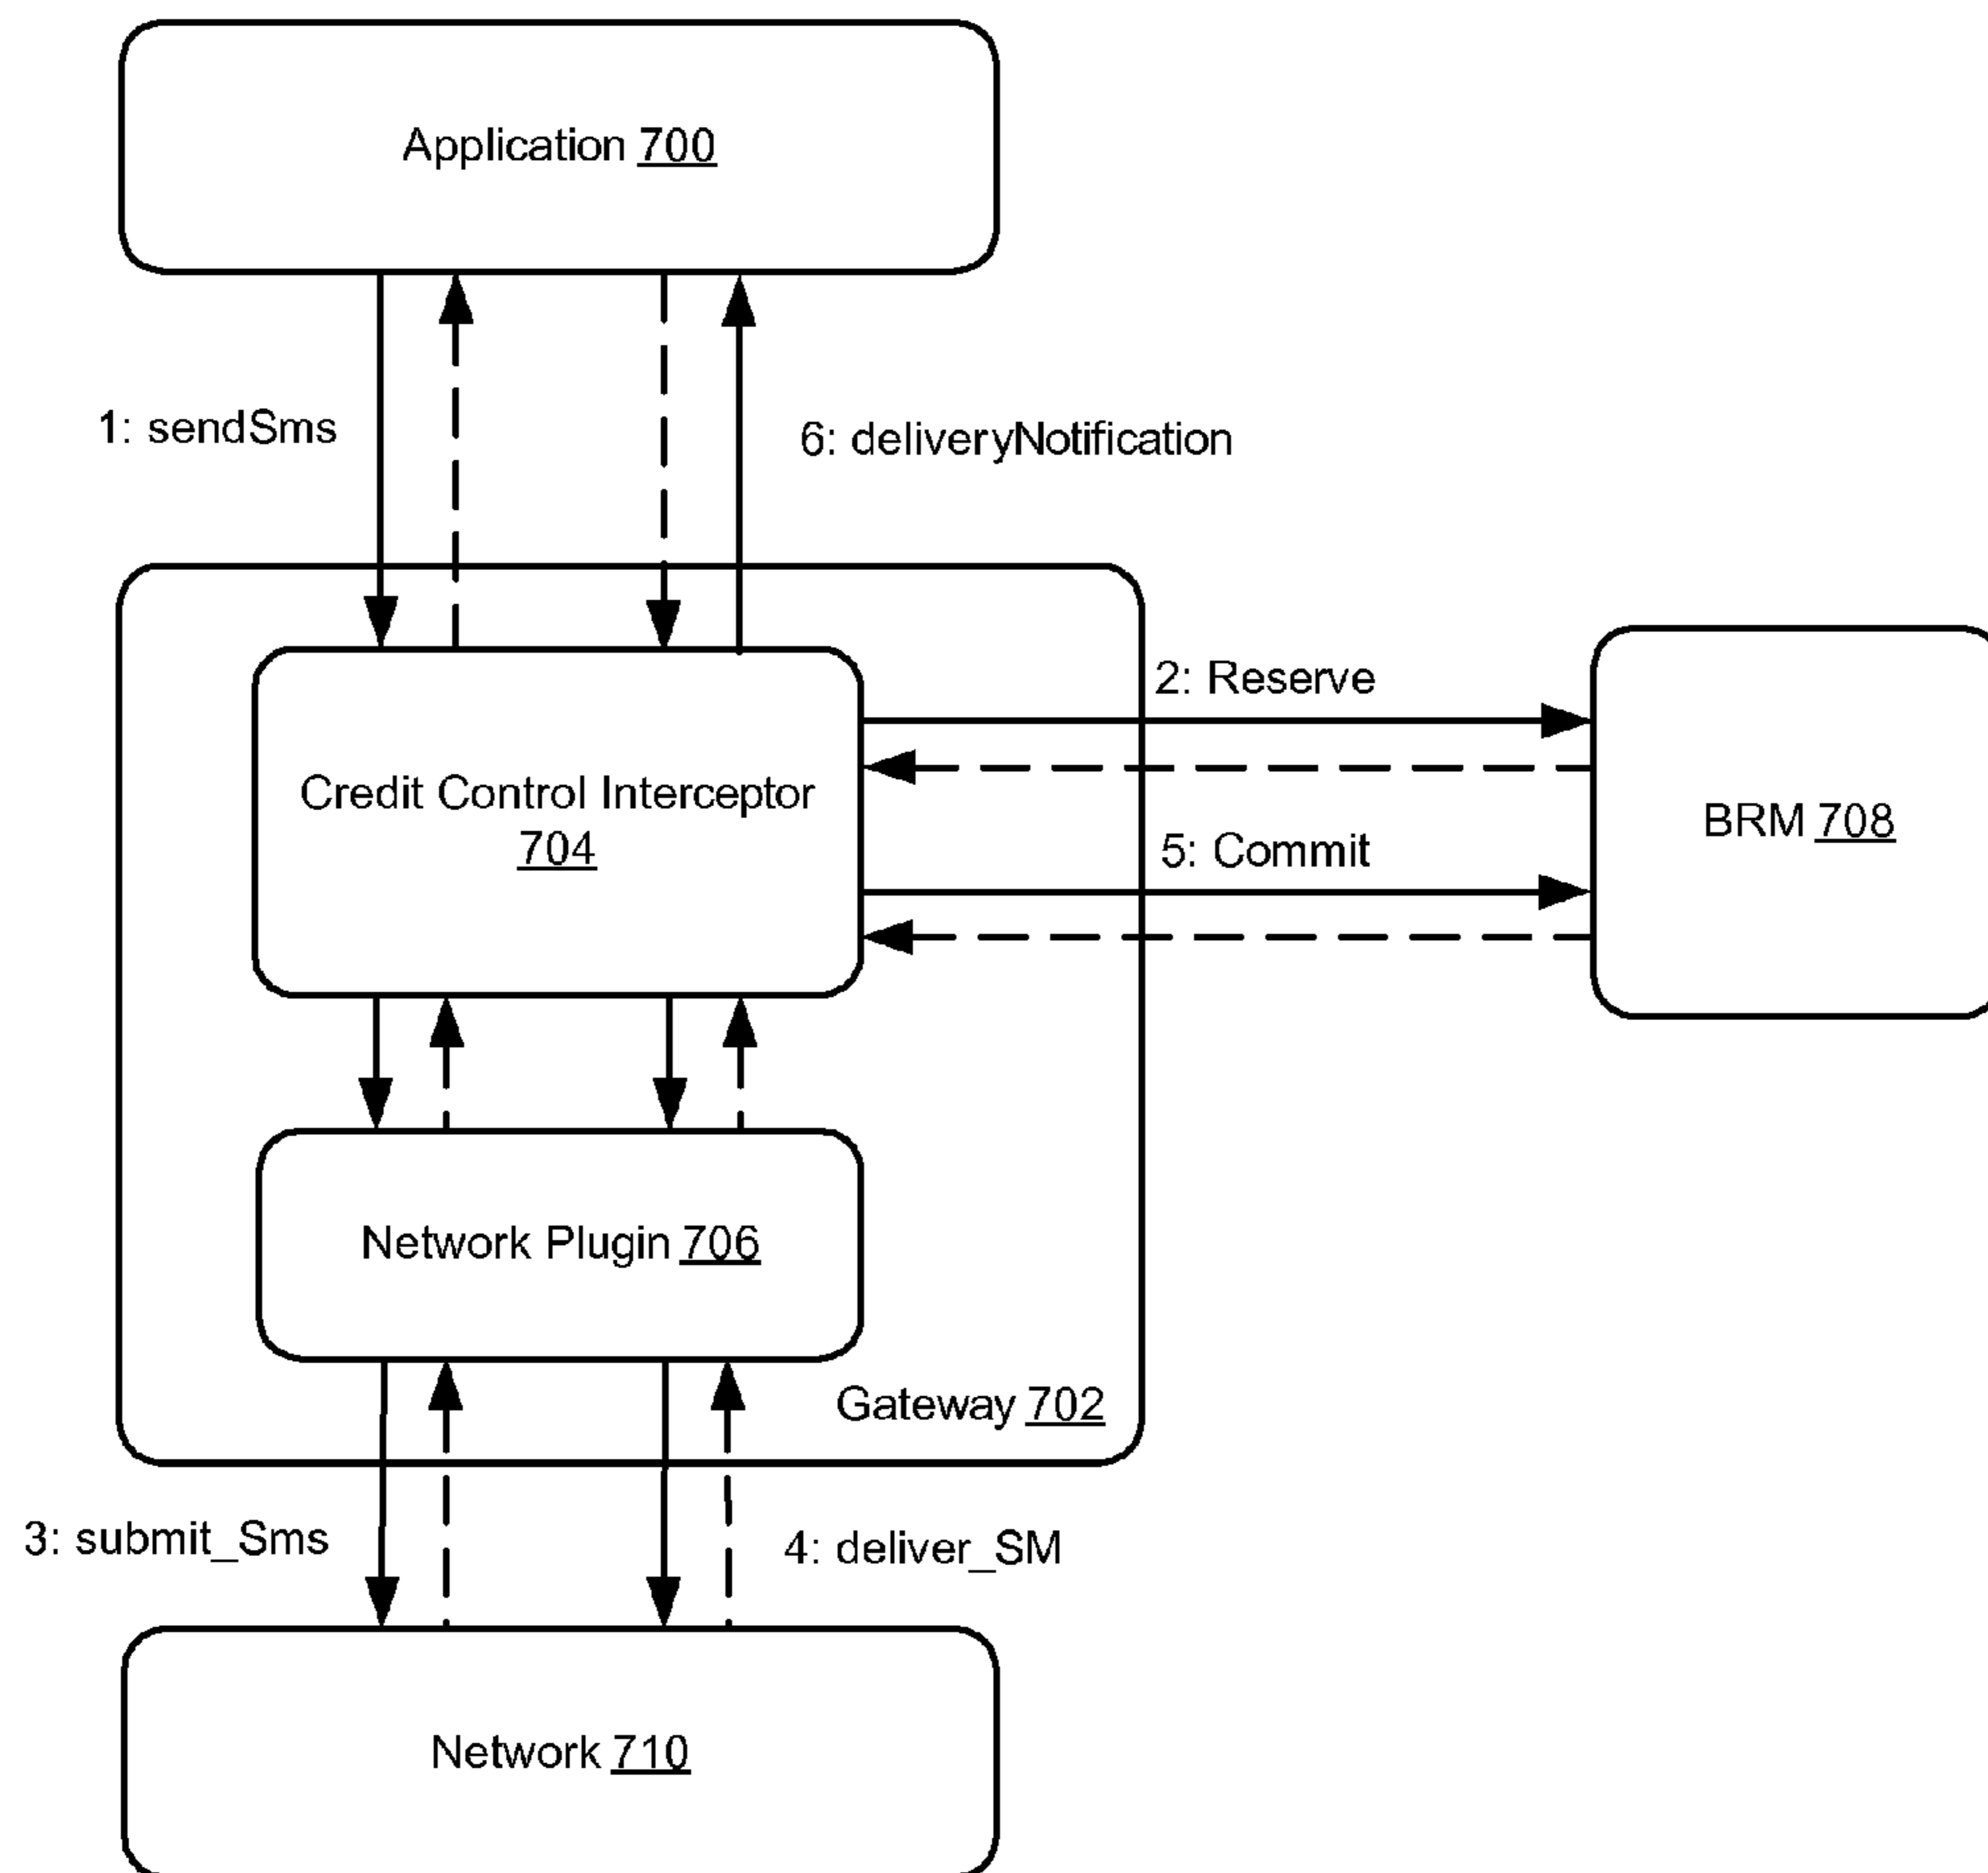 Application 700
1: sendSms
6: deliveryNotification
2: Reserve
Credit Control Interceptor
704
BRM 708
5: Commit
Network Plugin 706
Gateway 702
3: submit_Sms
4: deliver_SM
Network 710